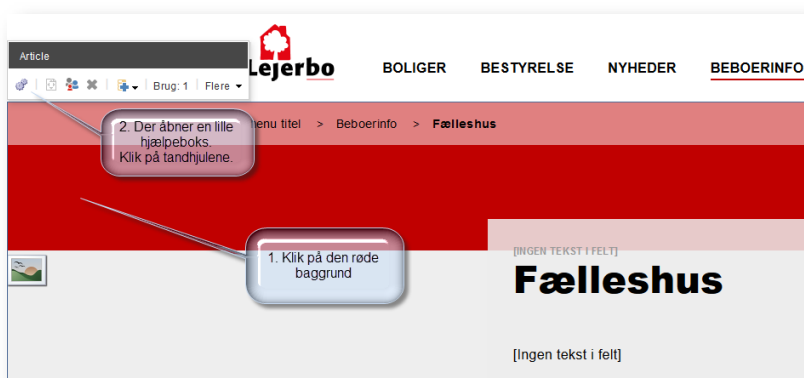 Article
Lejerbo
BOLIGER BESTYRELSE NYHEDER BEBOERINFO
Brug: 1 Flere
menu titel > Beboerinfo > Fælleshus
2. Der åbner en lille
hjælpeboks.
Klik på tandhjulene.
1. Klik på den røde
baggrund
[INGEN TEKST I FELT]
Fælleshus
[Ingen tekst i felt]